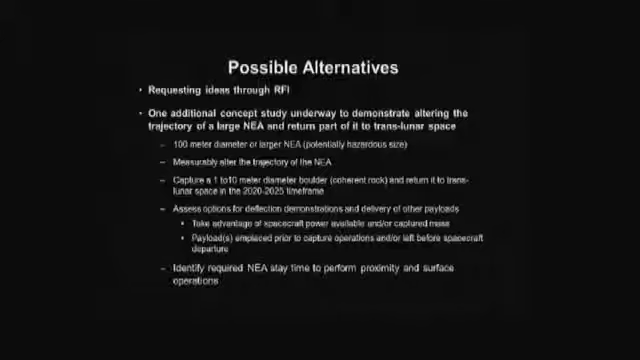 Possible Alternatives
• Requesting ideas through RFI
• One additional concept study underway to demonstrate altering the
trajectory of a large NEA and return part of it to trans-lunar space
– 100 meter diameter or larger NEA (potentially hazardous size)
– Measurably alter the trajectory of the NEA
– Capture a 1 to10 meter diameter boulder (coherent rock) and return it to trans-
lunar space in the 2020-2025 timeframe
– Assess options for deflection demonstrations and delivery of other payloads
• Take advantage of spacecraft power available and/or captured mass
• Payload(s) emplaced prior to capture operations and/or left before spacecraft
departure
– Identify required NEA stay time to perform proximity and surface
operations